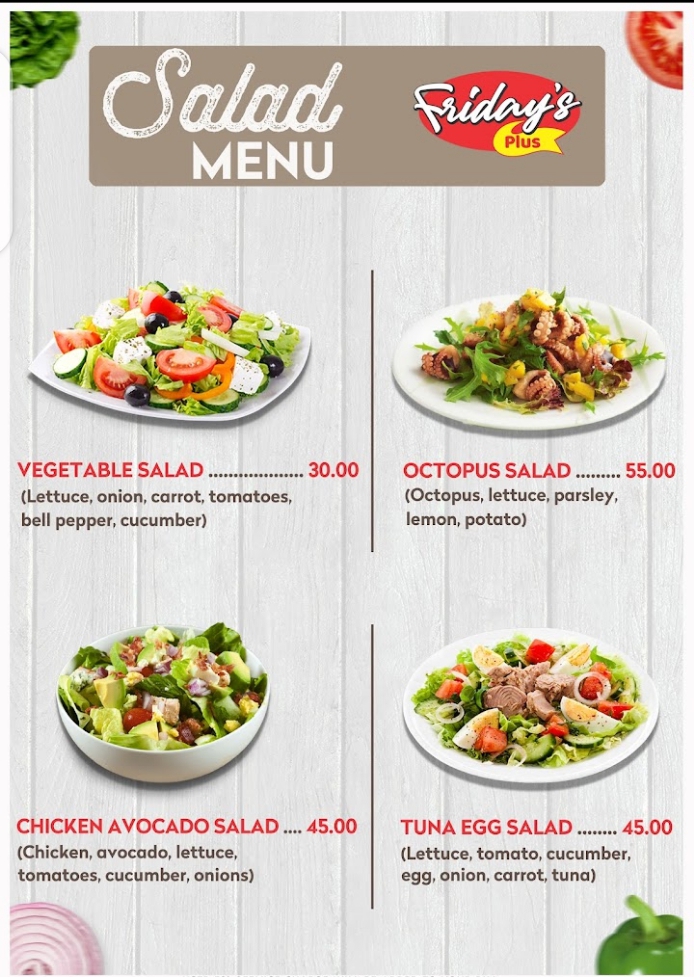 Salad
MENU
Friday's
Plus
VEGETABLE SALAD ................... 30.00
(Lettuce, onion, carrot, tomatoes,
bell pepper, cucumber)
OCTOPUS SALAD ......... 55.00
(Octopus, lettuce, parsley,
lemon, potato)
CHICKEN AVOCADO SALAD .... 45.00
(Chicken, avocado, lettuce,
tomatoes, cucumber, onions)
TUNA EGG SALAD ........ 45.00
(Lettuce, tomato, cucumber,
egg, onion, carrot, tuna)